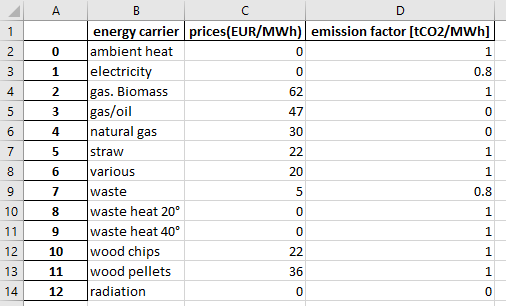 A B C D
1 energy carrier prices(EUR/MWh) emission factor [tCO2/MWh]
2 0 ambient heat 0 1
3 1 electricity 0 0.8
4 2 gas. Biomass 62 1
5 3 gas/oil 47 0
6 4 natural gas 30 0
7 5 straw 22 1
8 6 various 20 1
9 7 waste 5 0.8
10 8 waste heat 20° 0 1
11 9 waste heat 40° 0 1
12 10 wood chips 22 1
13 11 wood pellets 36 1
14 12 radiation 0 0